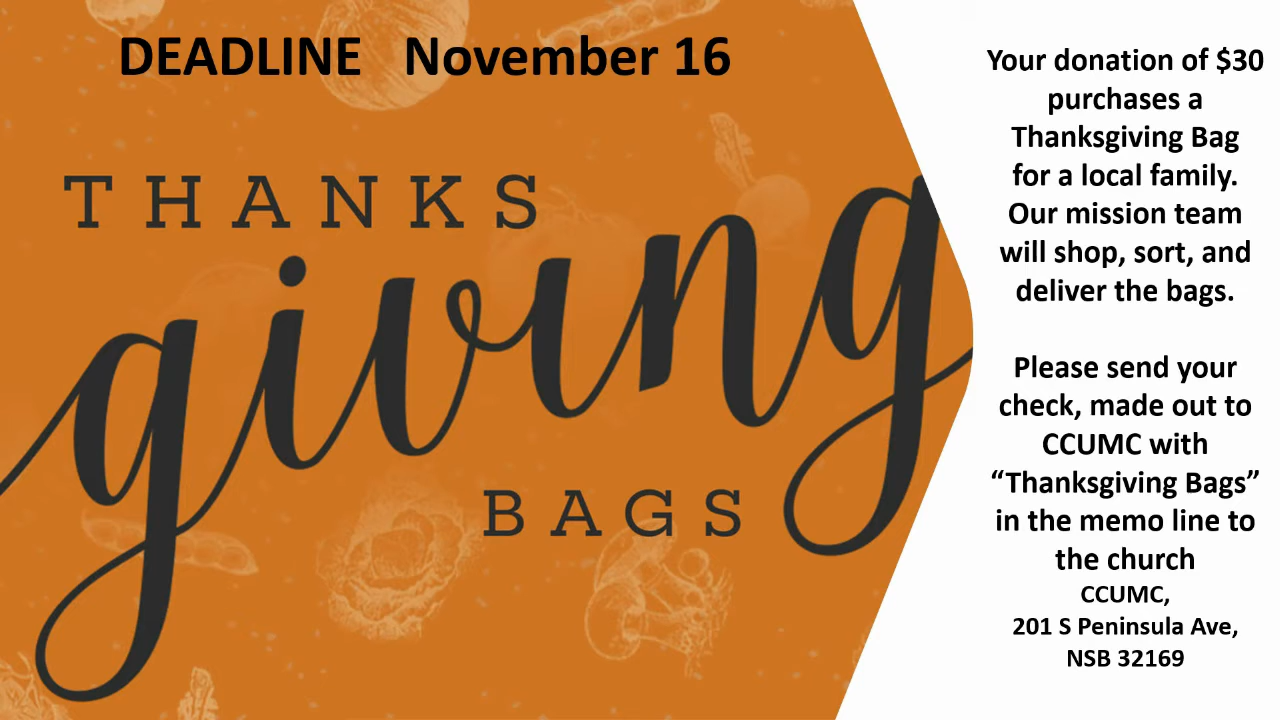 DEADLINE November 16
THANKS
giving
BAGS
Your donation of $30
purchases a
Thanksgiving Bag
for a local family.
Our mission team
will shop, sort, and
deliver the bags.
Please send your
check, made out to
CCUMC with
“Thanksgiving Bags”
in the memo line to
the church
CCUMC,
201 S Peninsula Ave,
NSB 32169